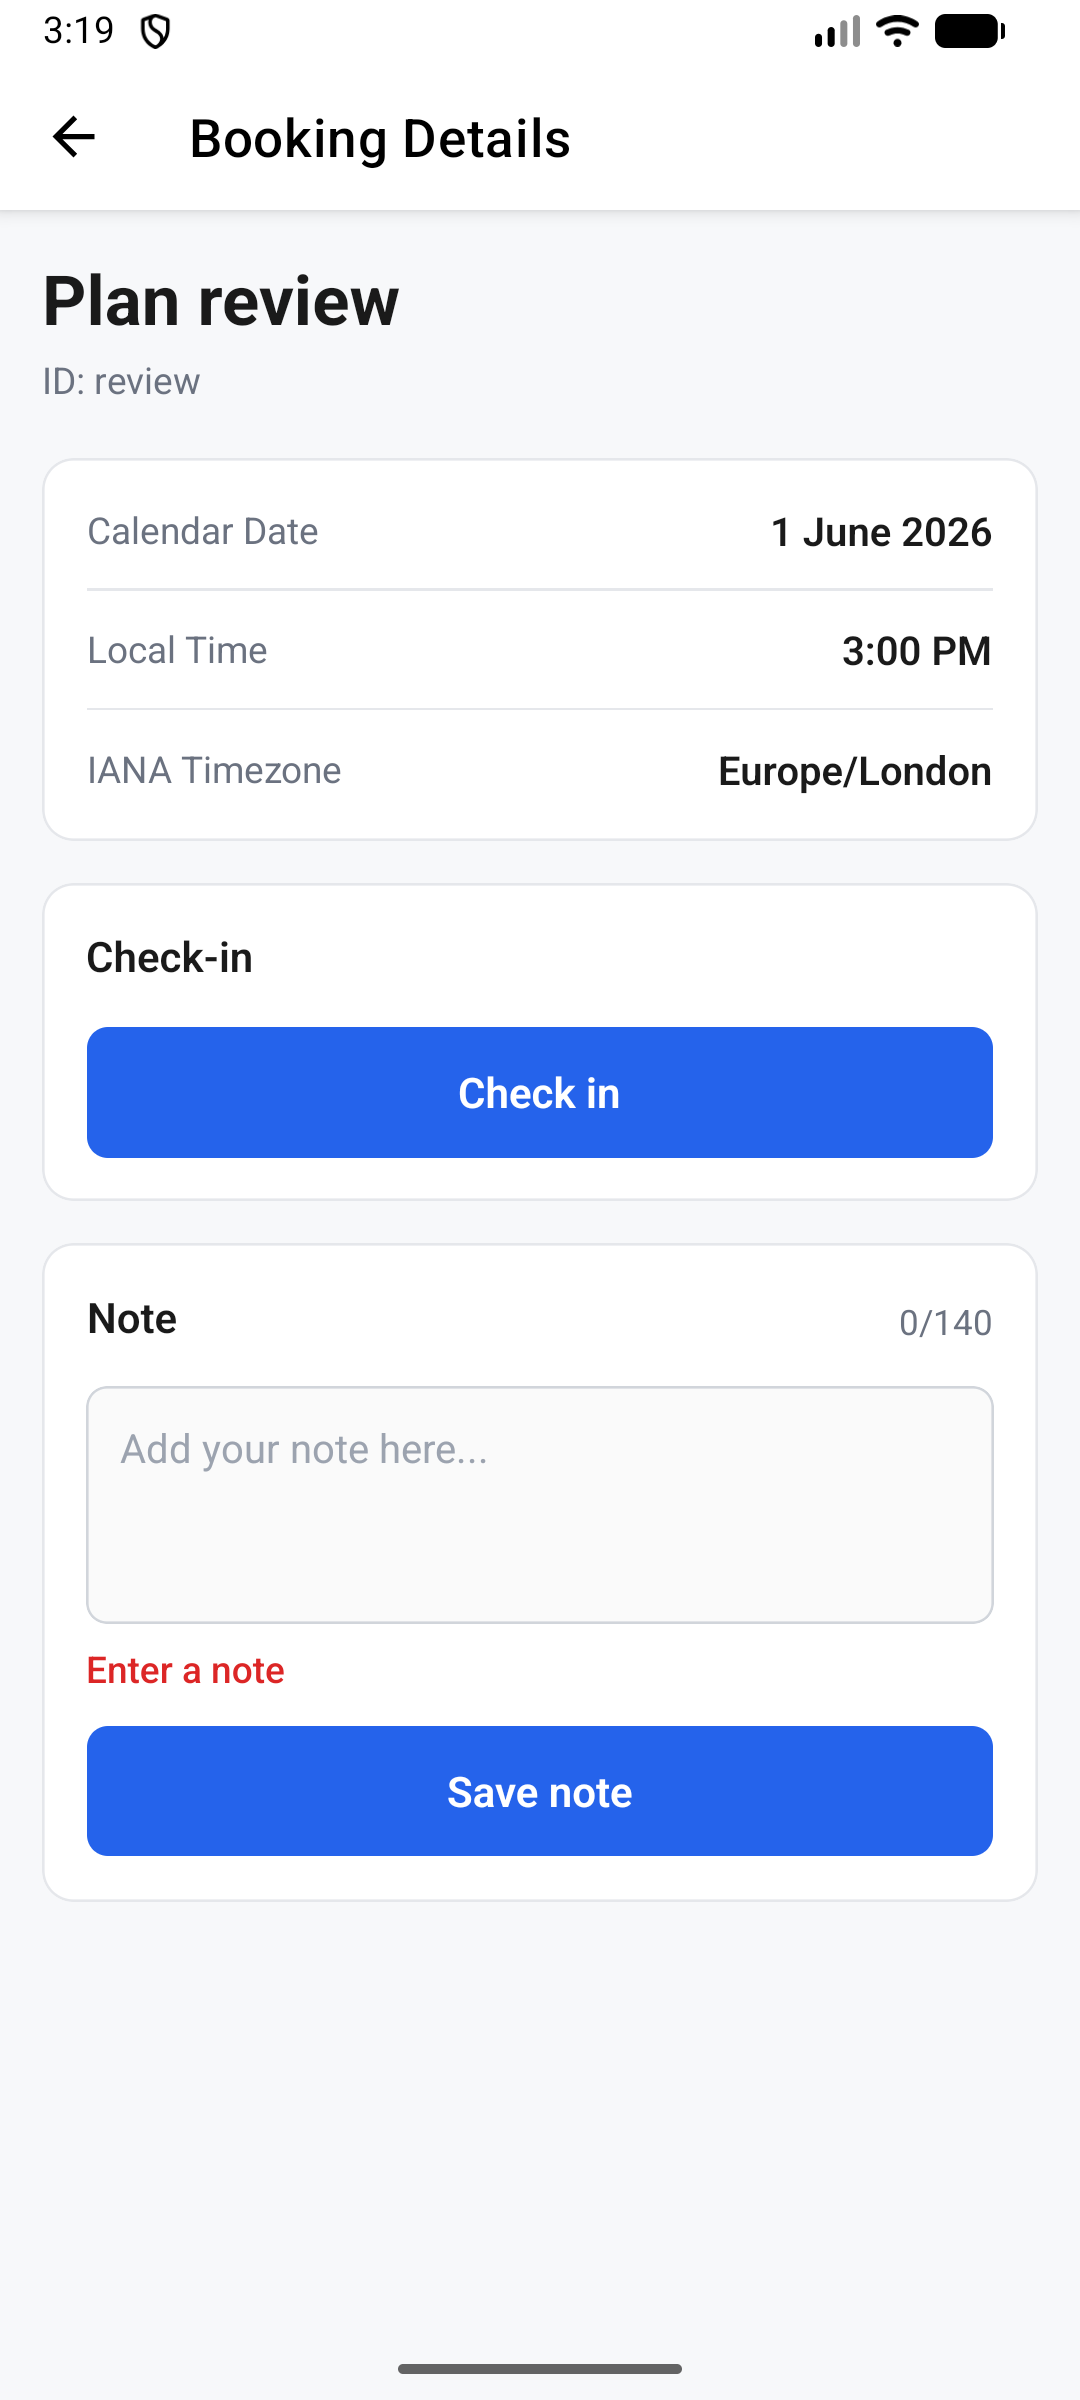 3:19
Booking Details
Plan review
ID: review
Calendar Date 1 June 2026
Local Time 3:00 PM
IANA Timezone Europe/London
Check-in
Check in
Note 0/140
Add your note here...
Enter a note
Save note